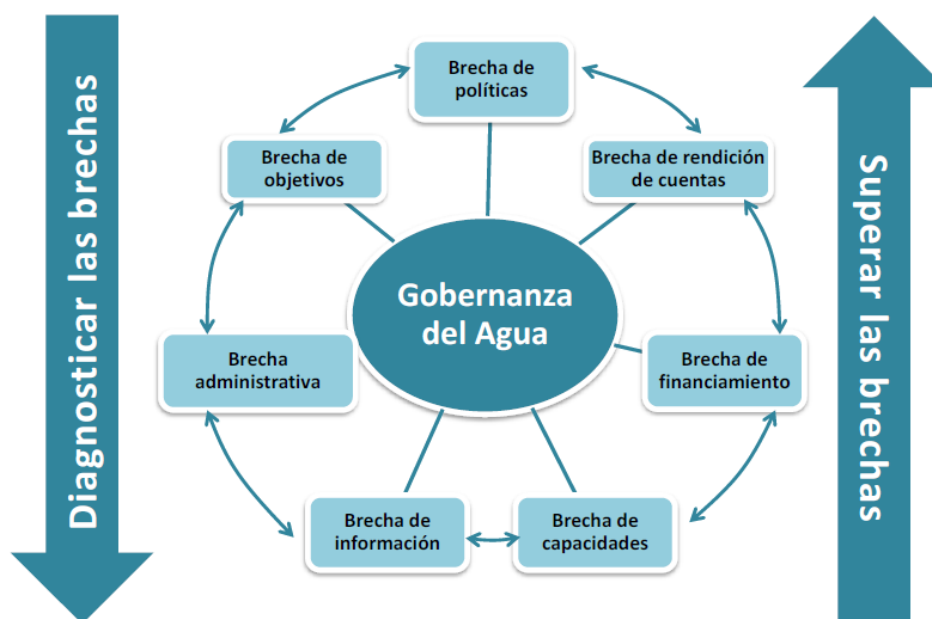 Diagnosticar las brechas
Brecha de
políticas
Brecha de
objetivos
Brecha de rendición
de cuentas
Gobernanza
del Agua
Brecha
administrativa
Brecha de
financiamiento
Brecha de
información
Brecha de
capacidades
Superar las brechas